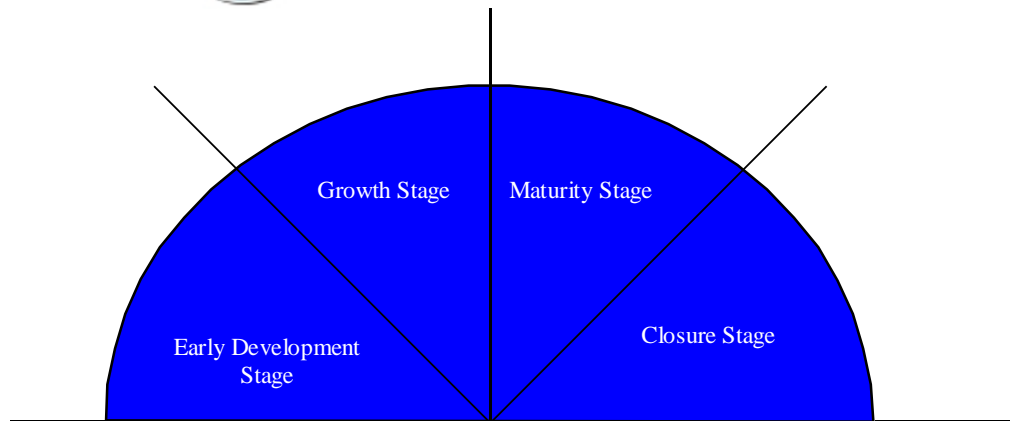 Growth Stage
Maturity Stage
Early Development
Stage
Closure Stage